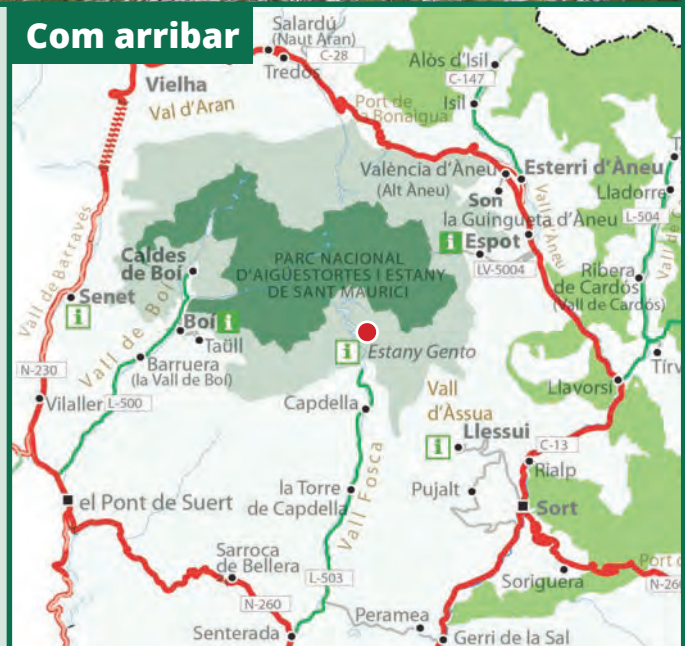 Com arribar
Salardú
(Naut Aran)
C-28
Tredòs
Alòs d'Isil
C-147
Isil
Vielha
Val d'Aran
Port de
la Bonaigua
València d'Àneu
(Alt Àneu)
Esterri d'Àneu
Son
la Guingueta d'Àneu
Vall d'Àneu
Lladorre
L-504
i Espot
LV-5004
Ribera
de Cardós
(Vall de Cardós)
PARC NACIONAL
D'AIGÜESTORTES I ESTANY
DE SANT MAURICI
Caldes
de Boí
Vall de Barravés
Senet
i
Vall de Boí
Boí i
Taüll
Barruera
(la Vall de Boí)
N-230
Vilaller
L-500
i Estany Gento
Capdella
Vall
d'Àssua
Llessui
i
Llavorsí
C-13
Rialp
Pujalt
Sort
el Pont de Suert
la Torre
de Capdella
Vall Fosca
Sarroca
de Bellera
L-503
N-260
Senterada
Peramea
Gerri de la Sal
Soriguera